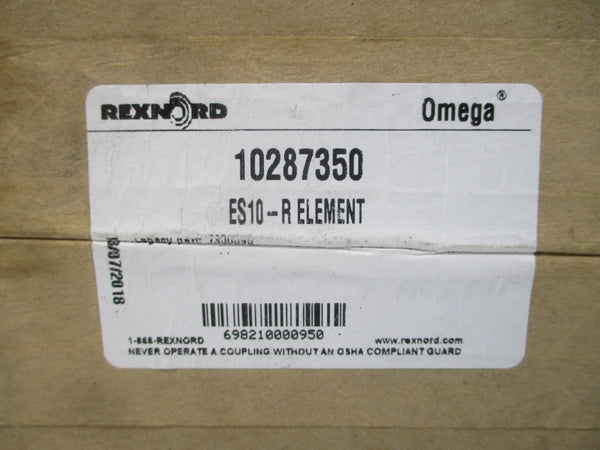 REXNORD
Omega®
10287350
ES10-R ELEMENT
698210000950
1-888-REXNORD
www.rexnord.com
NEVER OPERATE A COUPLING WITHOUT AN OSHA COMPLIANT GUARD